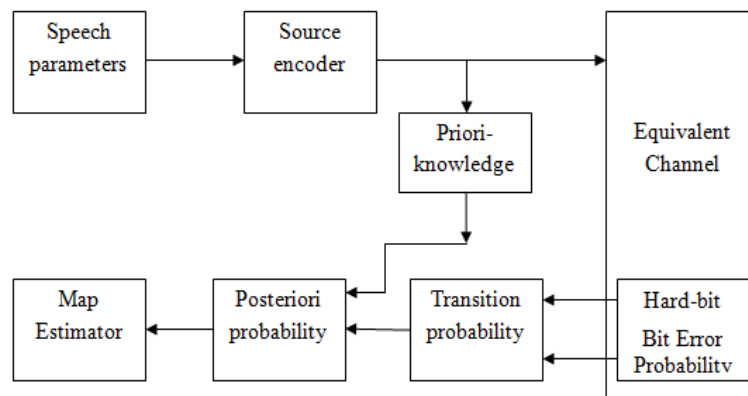 Speech
parameters
Source
encoder
Priori-
knowledge
Equivalent
Channel
Map
Estimator
Posteriori
probability
Transition
probability
Hard-bit
Bit Error
Probability